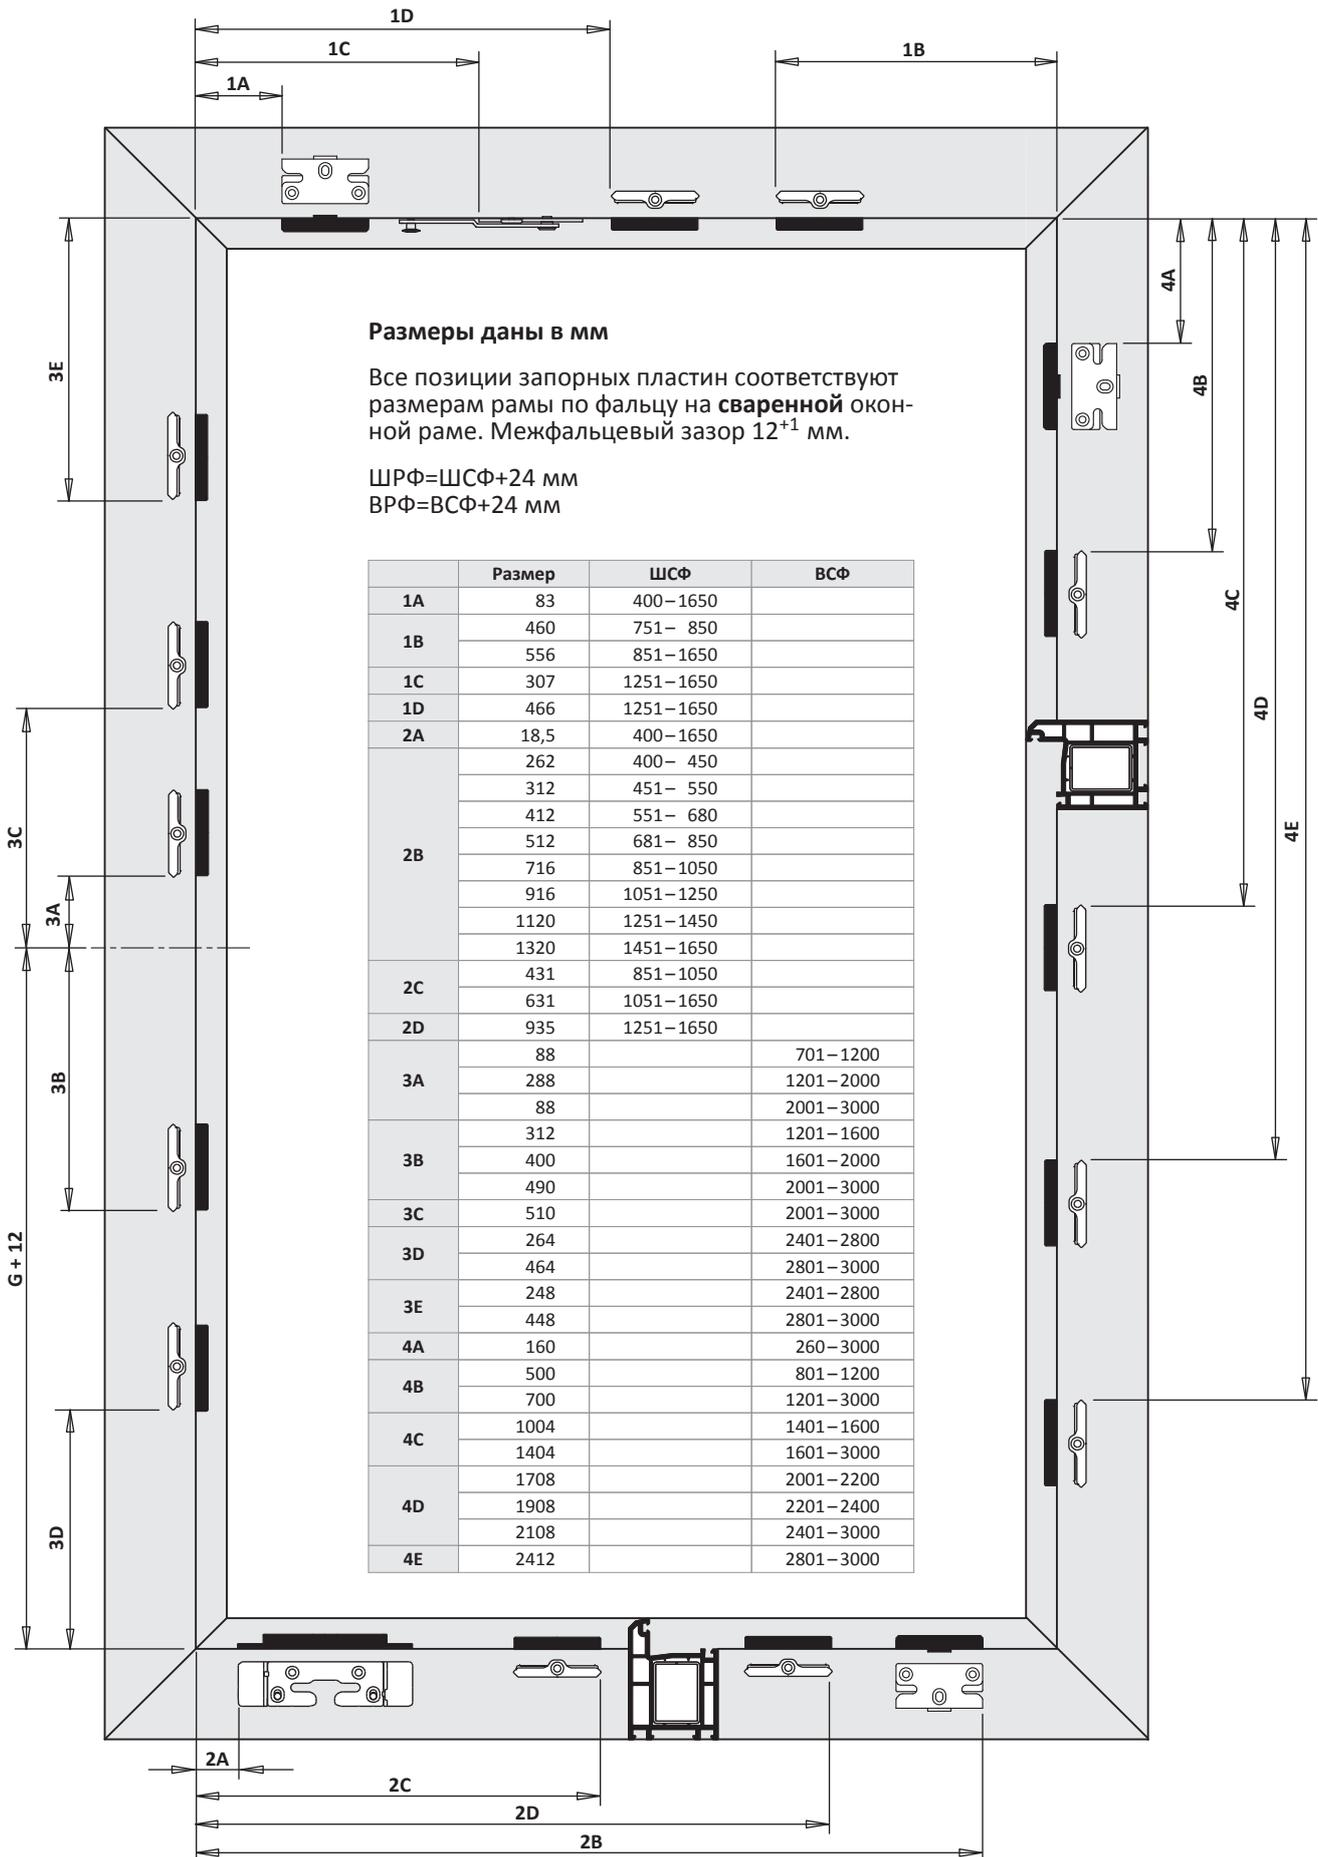 1D
1C
1B
1A
3E
4A
4B
4C
4D
4E
Размеры даны в мм
Все позиции запорных пластин соответствуют
размерам рамы по фальцу на сваренной окон-
ной раме. Межфальцевый зазор 12+1 мм.
ШРФ=ШСФ+24 мм
ВРФ=ВСФ+24 мм
Размер ШСФ ВСФ
1A 83 400–1650
1B 460 751– 850
556 851–1650
1C 307 1251–1650
1D 466 1251–1650
2A 18,5 400–1650
2B 262 400– 450
312 451– 550
412 551– 680
512 681– 850
716 851–1050
916 1051–1250
1120 1251–1450
1320 1451–1650
2C 431 851–1050
631 1051–1650
2D 935 1251–1650
3A 88 701–1200
288 1201–2000
88 2001–3000
3B 312 1201–1600
400 1601–2000
490 2001–3000
3C 510 2001–3000
3D 264 2401–2800
464 2801–3000
3E 248 2401–2800
448 2801–3000
4A 160 260–3000
4B 500 801–1200
700 1201–3000
4C 1004 1401–1600
1404 1601–3000
4D 1708 2001–2200
1908 2201–2400
2108 2401–3000
4E 2412 2801–3000
3C
3A
3B
G + 12
3D
2A
2C
2D
2B